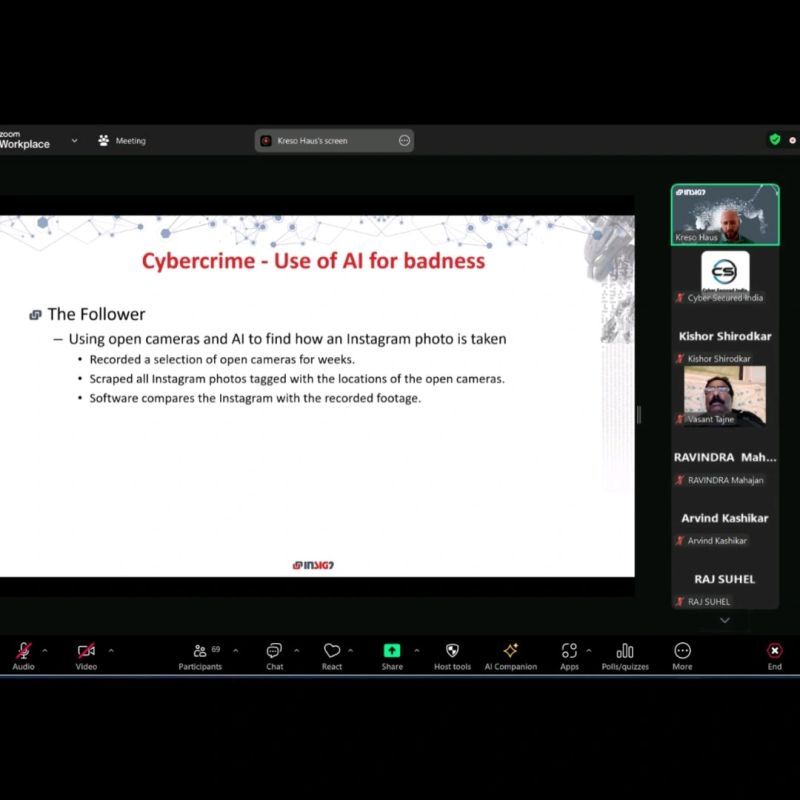 zoom
Workplace
Meeting
Kreso Haus's screen
Cybercrime - Use of AI for badness
The Follower
– Using open cameras and AI to find how an Instagram photo is taken
• Recorded a selection of open cameras for weeks.
• Scraped all Instagram photos tagged with the locations of the open cameras.
• Software compares the Instagram with the recorded footage.
INSIG2
INSIG2
Kreso Haus
CS
Cyber Secured India
Cyber Secured India
Kishor Shirodkar
Kishor Shirodkar
Vasant Tajne
RAVINDRA Mah...
RAVINDRA Mahajan
Arvind Kashikar
Arvind Kashikar
RAJ SUHEL
RAJ SUHEL
Audio
Video
Participants
69
Chat
React
Share
Host tools
AI Companion
Apps
Polls/quizzes
More
End